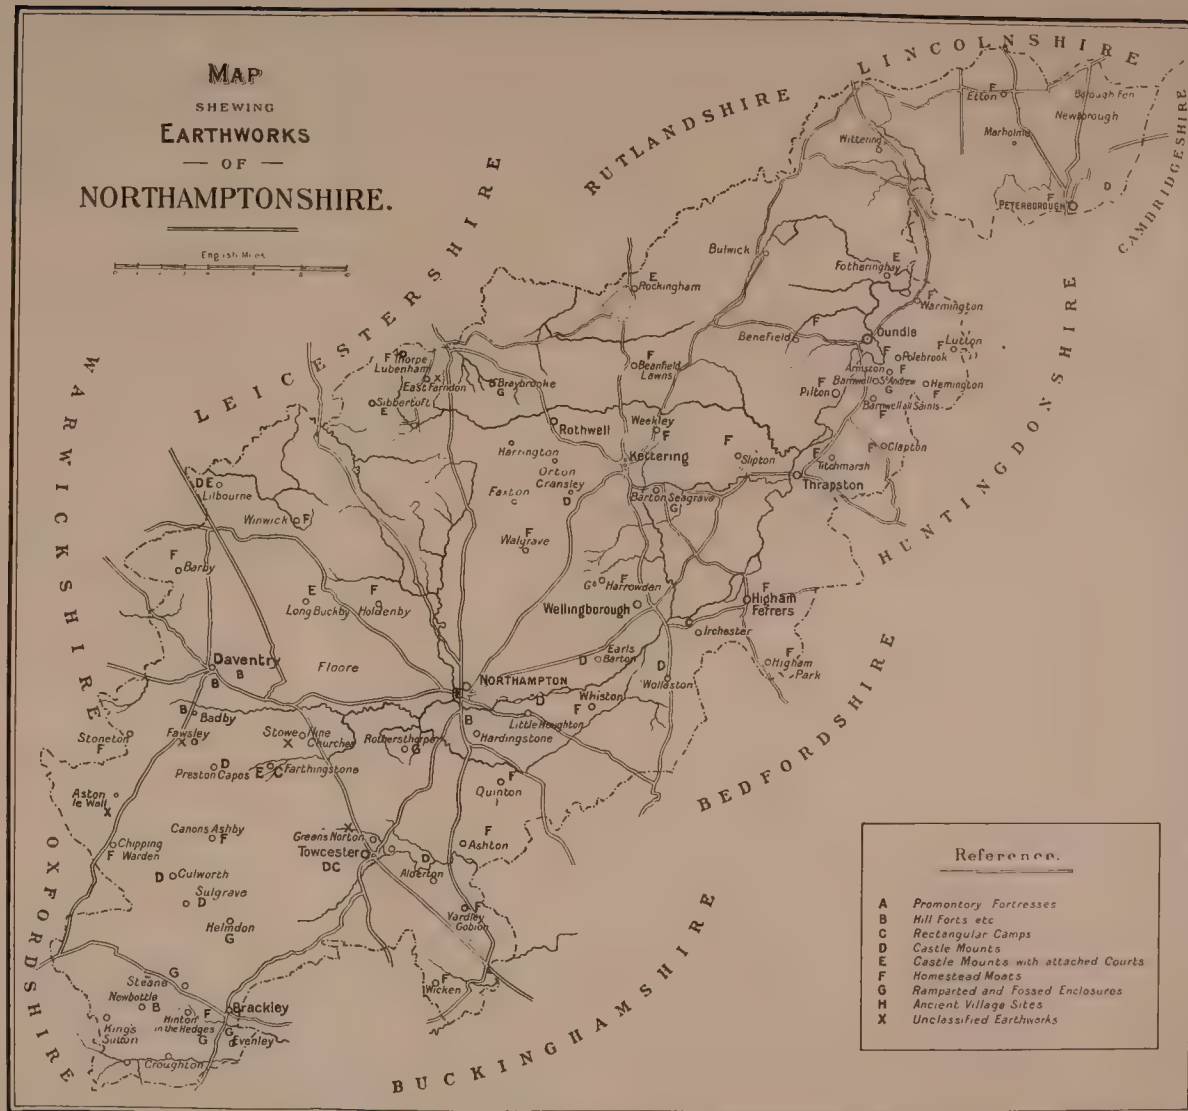 MAP
SHEWING
EARTHWORKS
— OF —
NORTHAMPTONSHIRE.
English Miles
LINCOLNSHIRE
RUTLANDSHIRE
LEICESTERSHIRE
WARWICKSHIRE
OXFORDSHIRE
BUCKINGHAMSHIRE
BEDFORDSHIRE
HUNTINGDONSHIRE
CAMBRIDGESHIRE
F
Etton
Borough Fen
Newborough
Marholme
Wittering
D
F
PETERBOROUGH
Bulwick
E
Fotheringhay
E
Rockingham
F
Warmington
F
Benefield
Oundle
F
Lutton
F
Polebrook
F
Thorpe
Lubenham
X
East Farndon
G
Braybrooke
F
Beanfield
Lawns
Armston
F
Barnwell St Andrew
G
Hemington
F
F
Pilton
Barnwell all Saints
F
Sibbertoft
E
Rothwell
Weekley
F
F
Slipton
F
Clapton
F
Titchmarsh
Harrington
Orton
Cransley
D
Kettering
Thrapston
D E
Lilbourne
Faxton
Barton Seagrave
G
Winwick
F
F
Walgrave
F
Barby
Gt Harrowden
F
E
Long Buckby
F
Holdenby
Wellingborough
F
Higham
Ferrers
C
Irchester
Daventry
B
B
Floore
Earls
Barton
D
F
Higham
Park
NORTHAMPTON
E
D
D
Wollaston
Whiston
F
B
Badby
B
Little Houghton
Stoneton
F
Fawsley
X
Stowe Nine
Churches
X
Rothersthorpe
G
Hardingstone
D
Preston Capos
E C
Farthingstone
F
Quinton
Aston
le Wall
X
Canons Ashby
F
X
Greens Norton
F
Ashton
Chipping
Warden
F
Towcester
D C
D
Alderton
D
Culworth
Sulgrave
D
F
Yardley
Gobion
Helmdon
G
G
Steane
F
Wicken
Newbottle
B
Hinton
in the Hedges
F
G
Brackley
G
Evenley
King's
Sutton
Croughton
Reference.
A Promontory Fortresses
B Hill Forts etc
C Rectangular Camps
D Castle Mounts
E Castle Mounts with attached Courts
F Homestead Moats
G Ramparted and Fossed Enclosures
H Ancient Village Sites
X Unclassified Earthworks